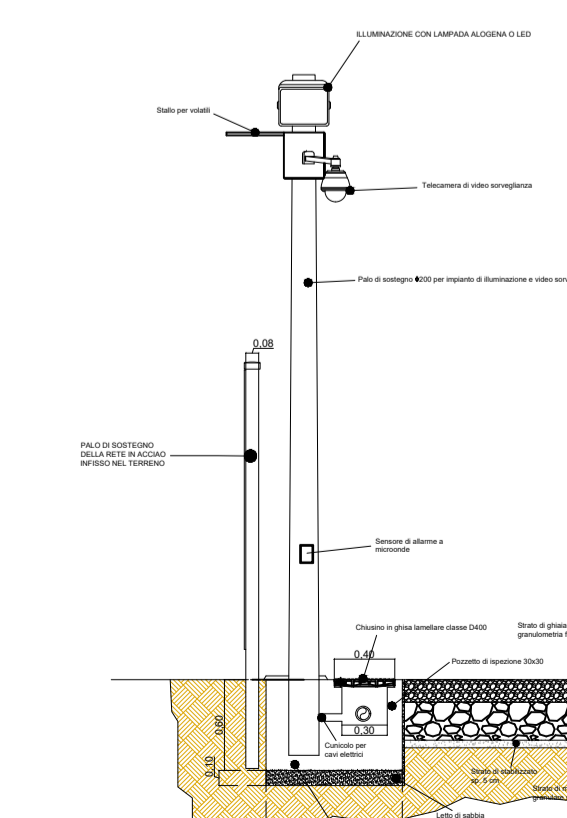 ILLUMINAZIONE CON LAMPADA ALOGENA O LED
Stallo per volatili
Telecamera di video sorveglianza
Palo di sostegno Φ200 per impianto di illuminazione e video sorv
0,08
PALO DI SOSTEGNO
DELLA RETE IN ACCIAO
INFISSO NEL TERRENO
Sensore di allarme a
microonde
Chiusino in ghisa lamellare classe D400
Strato di ghiaia
granulometria f
0,40
Pozzetto di ispezione 30x30
0,60
0,30
Cunicolo per
cavi elettrici
0,10
Strato di stabilizzato
sp. 5 cm
Strato di
granulare
Letto di sabbia